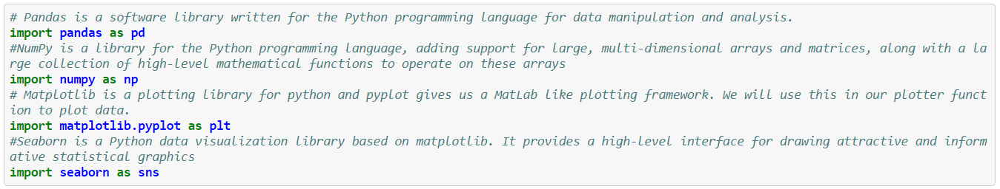 # Pandas is a software library written for the Python programming language for data manipulation and analysis.
import pandas as pd
#NumPy is a library for the Python programming language, adding support for large, multi-dimensional arrays and matrices, along with a la
rge collection of high-level mathematical functions to operate on these arrays
import numpy as np
# Matplotlib is a plotting library for python and pyplot gives us a MatLab like plotting framework. We will use this in our plotter funct
ion to plot data.
import matplotlib.pyplot as plt
#Seaborn is a Python data visualization library based on matplotlib. It provides a high-level interface for drawing attractive and inform
ative statistical graphics
import seaborn as sns